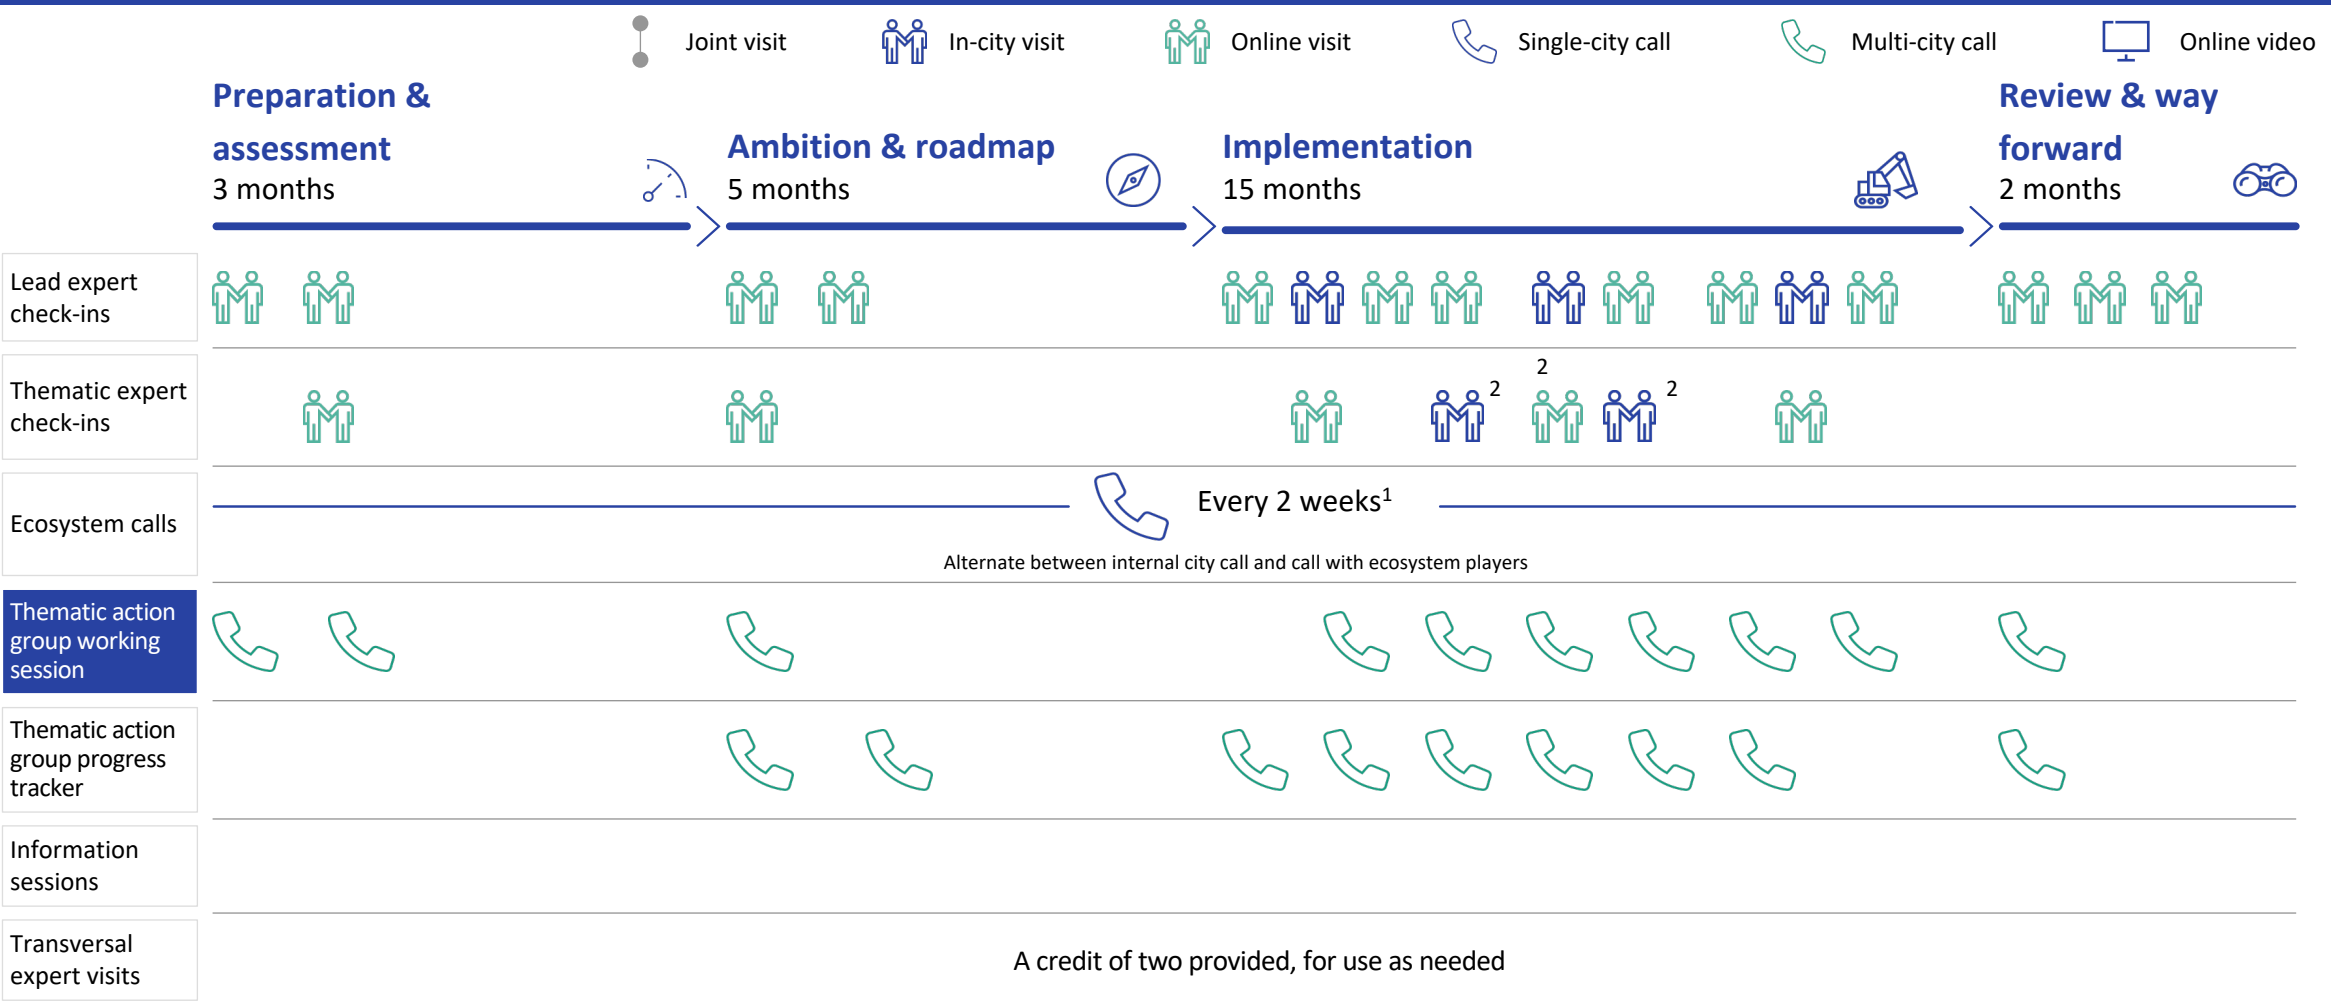 Joint visit
In-city visit
Online visit
Single-city call
Multi-city call
Online video
Preparation &
assessment
3 months
Ambition & roadmap
5 months
Implementation
15 months
Review & way
forward
2 months
Lead expert
check-ins
Thematic expert
check-ins
2
2
2
Ecosystem calls
Every 2 weeks¹
Alternate between internal city call and call with ecosystem players
Thematic action
group working
session
Thematic action
group progress
tracker
Information
sessions
Transversal
expert visits
A credit of two provided, for use as needed